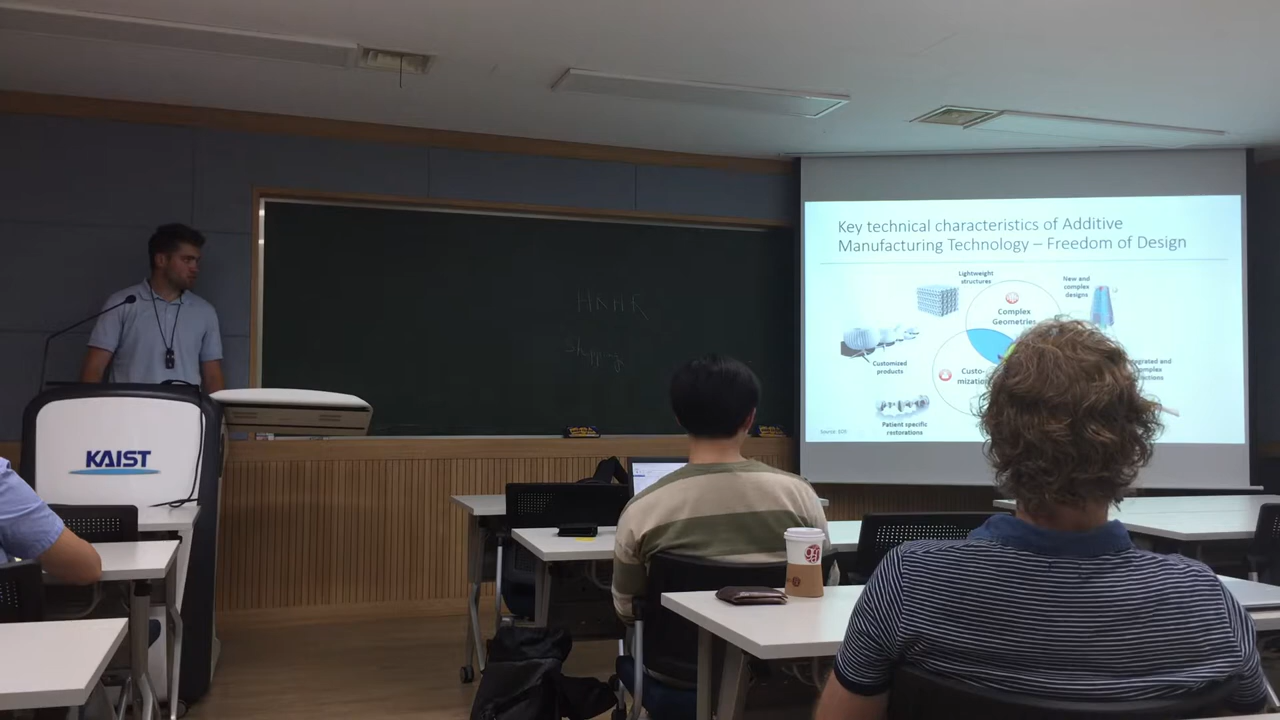 Key technical characteristics of Additive
Manufacturing Technology – Freedom of Design
Lightweight
structures
New and
complex
designs
Complex
Geometries
Customized
products
Custo-
mization
Patient specific
restorations
KAIST
Shipping